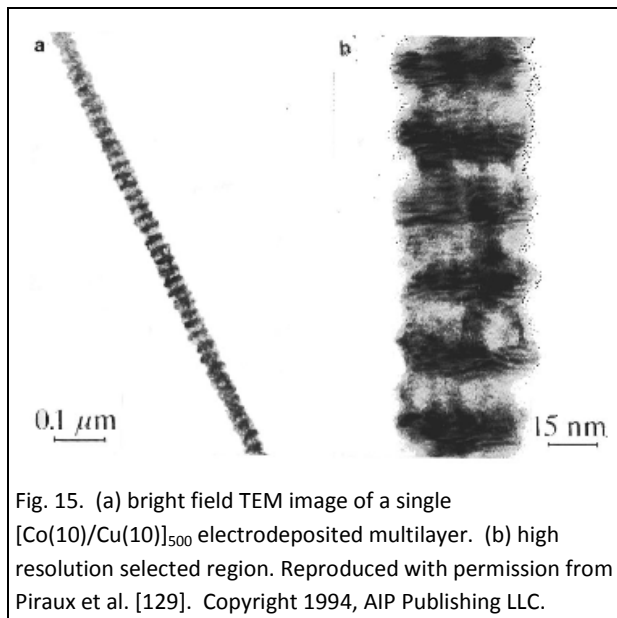 a
b
0.1 μm
15 nm
Fig. 15. (a) bright field TEM image of a single
[Co(10)/Cu(10)]₅₀₀ electrodeposited multilayer. (b) high
resolution selected region. Reproduced with permission from
Piraux et al. [129]. Copyright 1994, AIP Publishing LLC.